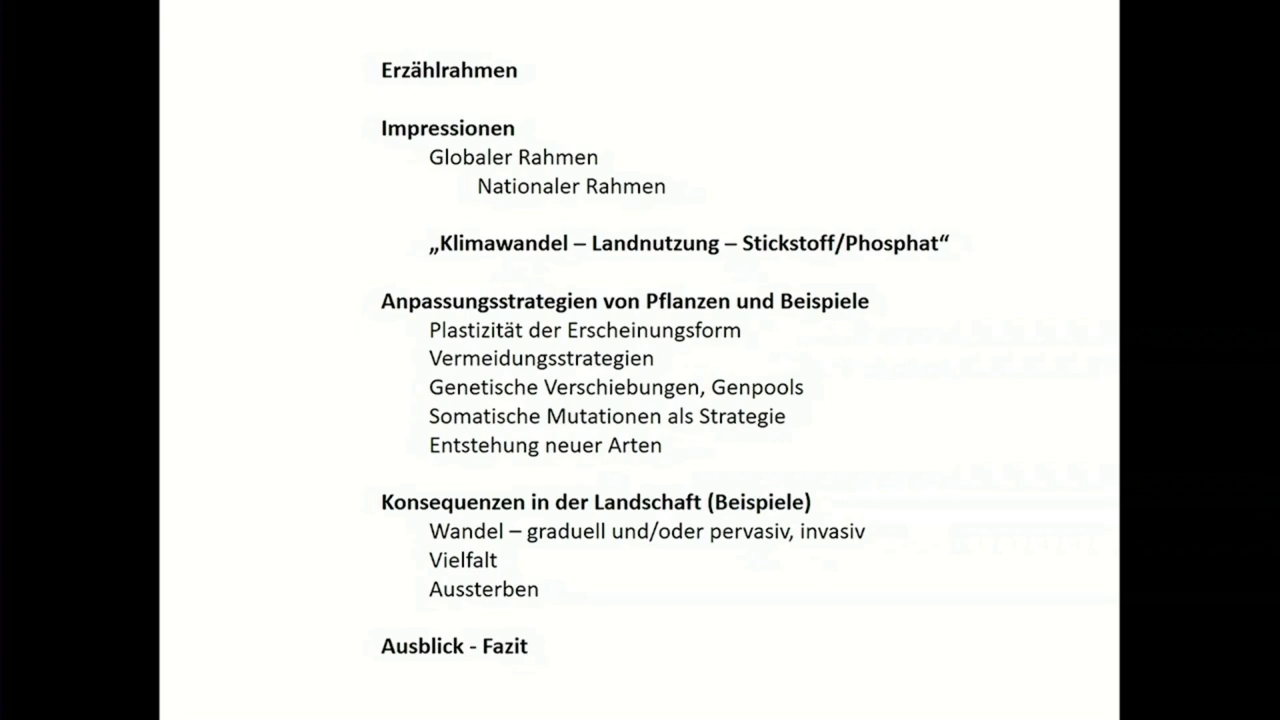 Erzählrahmen
Impressionen
Globaler Rahmen
Nationaler Rahmen
„Klimawandel – Landnutzung – Stickstoff/Phosphat“
Anpassungsstrategien von Pflanzen und Beispiele
Plastizität der Erscheinungsform
Vermeidungsstrategien
Genetische Verschiebungen, Genpools
Somatische Mutationen als Strategie
Entstehung neuer Arten
Konsequenzen in der Landschaft (Beispiele)
Wandel – graduell und/oder pervasiv, invasiv
Vielfalt
Aussterben
Ausblick - Fazit